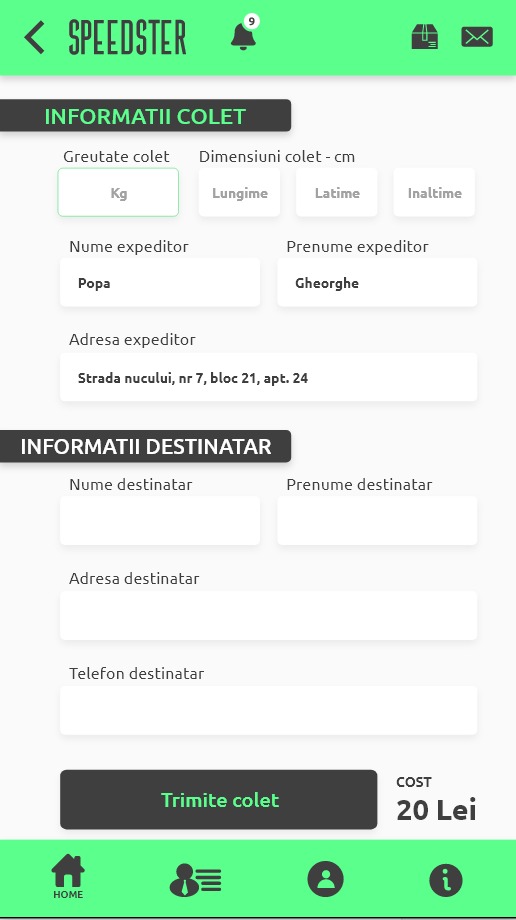 SPEEDSTER 9
INFORMATII COLET
Greutate colet Dimensiuni colet - cm
Kg Lungime Latime Inaltime
Nume expeditor Prenume expeditor
Popa Gheorghe
Adresa expeditor
Strada nucului, nr 7, bloc 21, apt. 24
INFORMATII DESTINATAR
Nume destinatar Prenume destinatar
Adresa destinatar
Telefon destinatar
Trimite colet COST
20 Lei
HOME